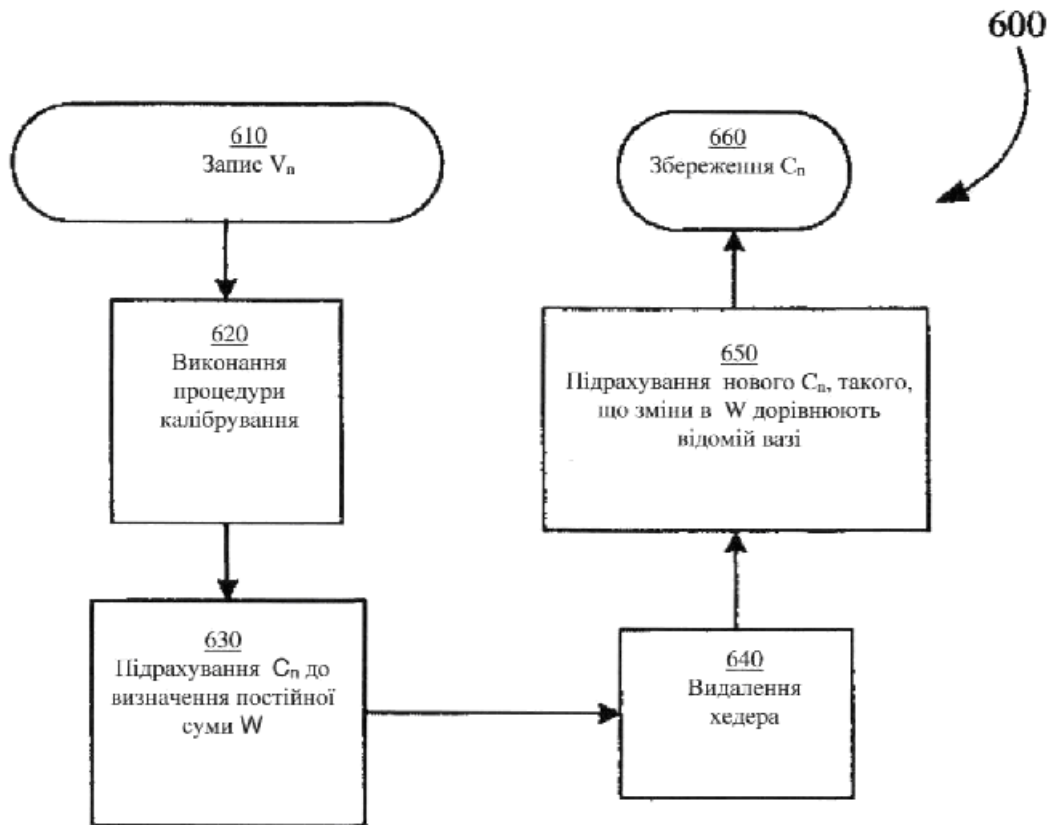 600
610
Запис Vn
620
Виконання
процедури
калібрування
630
Підрахування Cn до
визначення постійної
суми W
640
Видалення
хедера
650
Підрахування нового Cn, такого,
що зміни в W дорівнюють
відомій вазі
660
Збереження Cn